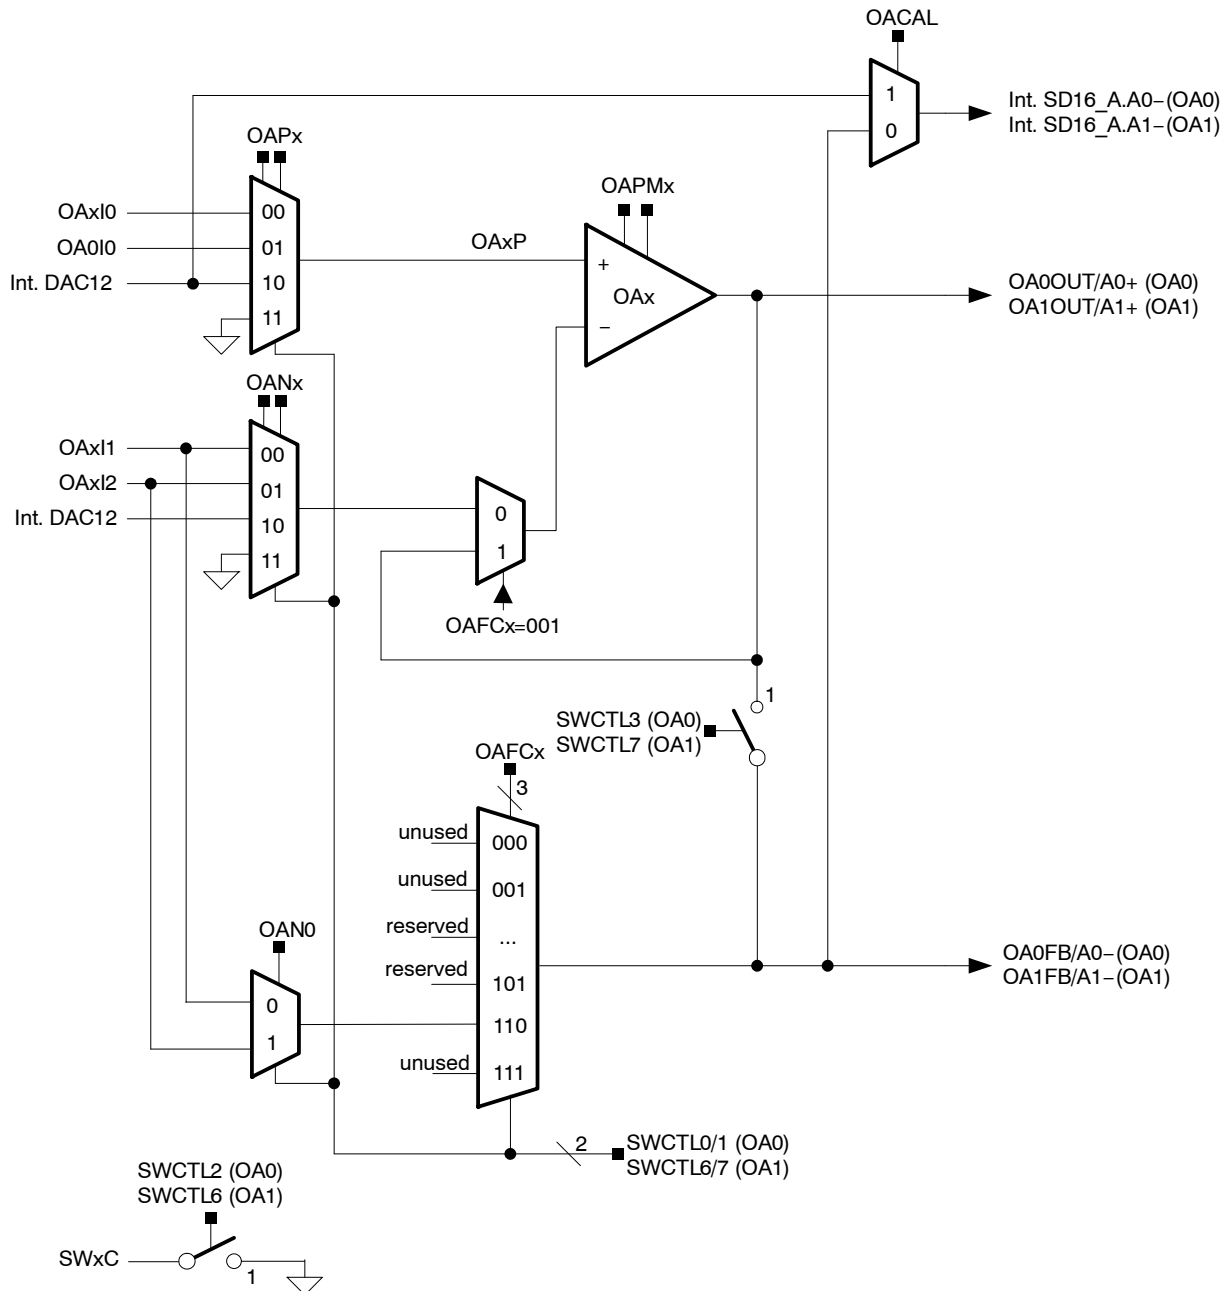 OACAL
1
0
Int. SD16_A.A0−(OA0)
Int. SD16_A.A1−(OA1)
OAPx
OAxI0
OA0I0
Int. DAC12
00
01
10
11
OAxP
OAPMx
+
OAx
−
OA0OUT/A0+ (OA0)
OA1OUT/A1+ (OA1)
OANx
OAxI1
OAxI2
Int. DAC12
00
01
10
11
0
1
OAFCx=001
1
SWCTL3 (OA0)
SWCTL7 (OA1)
OAFCx
3
unused
000
unused
001
reserved
...
reserved
101
110
unused
111
OAN0
0
1
OA0FB/A0−(OA0)
OA1FB/A1−(OA1)
2
SWCTL0/1 (OA0)
SWCTL6/7 (OA1)
SWCTL2 (OA0)
SWCTL6 (OA1)
SWxC
1